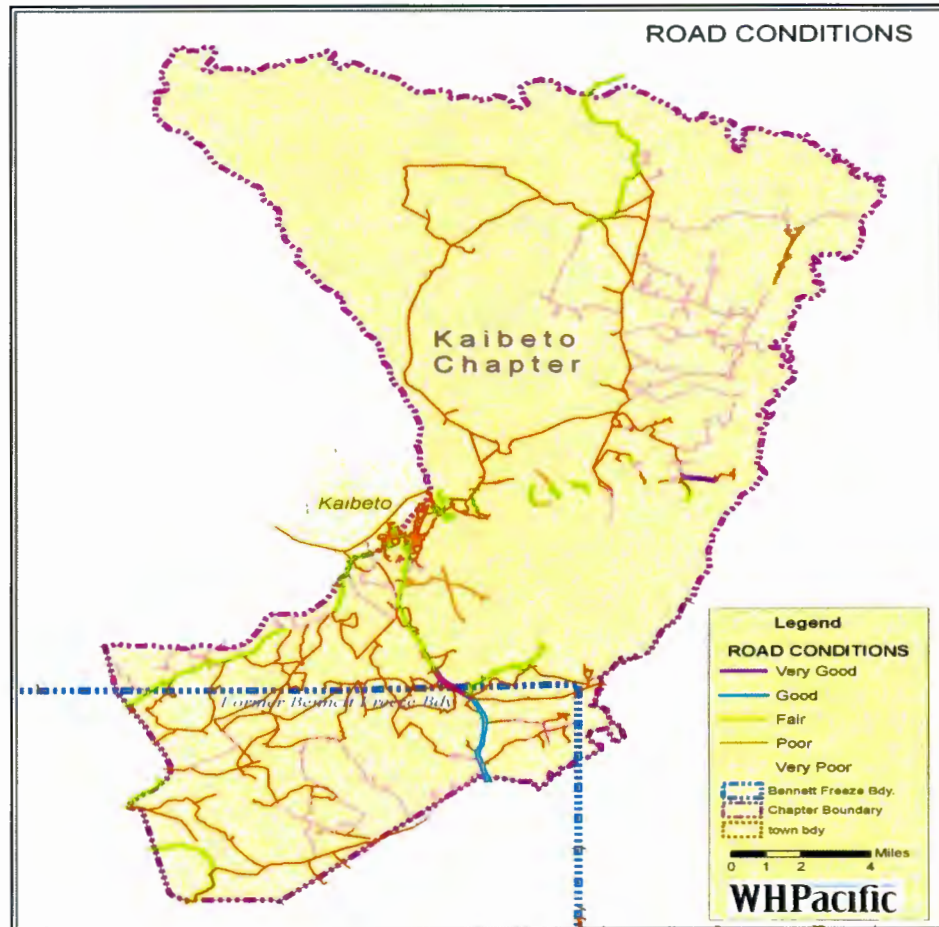 ROAD CONDITIONS
Kaibeto
Chapter
Kaibeto
Former Bennett Freeze Bdy
Legend
ROAD CONDITIONS
Very Good
Good
Fair
Poor
Very Poor
Bennett Freeze Bdy.
Chapter Boundary
town bdy
Miles
0 1 2 4
WHPacific